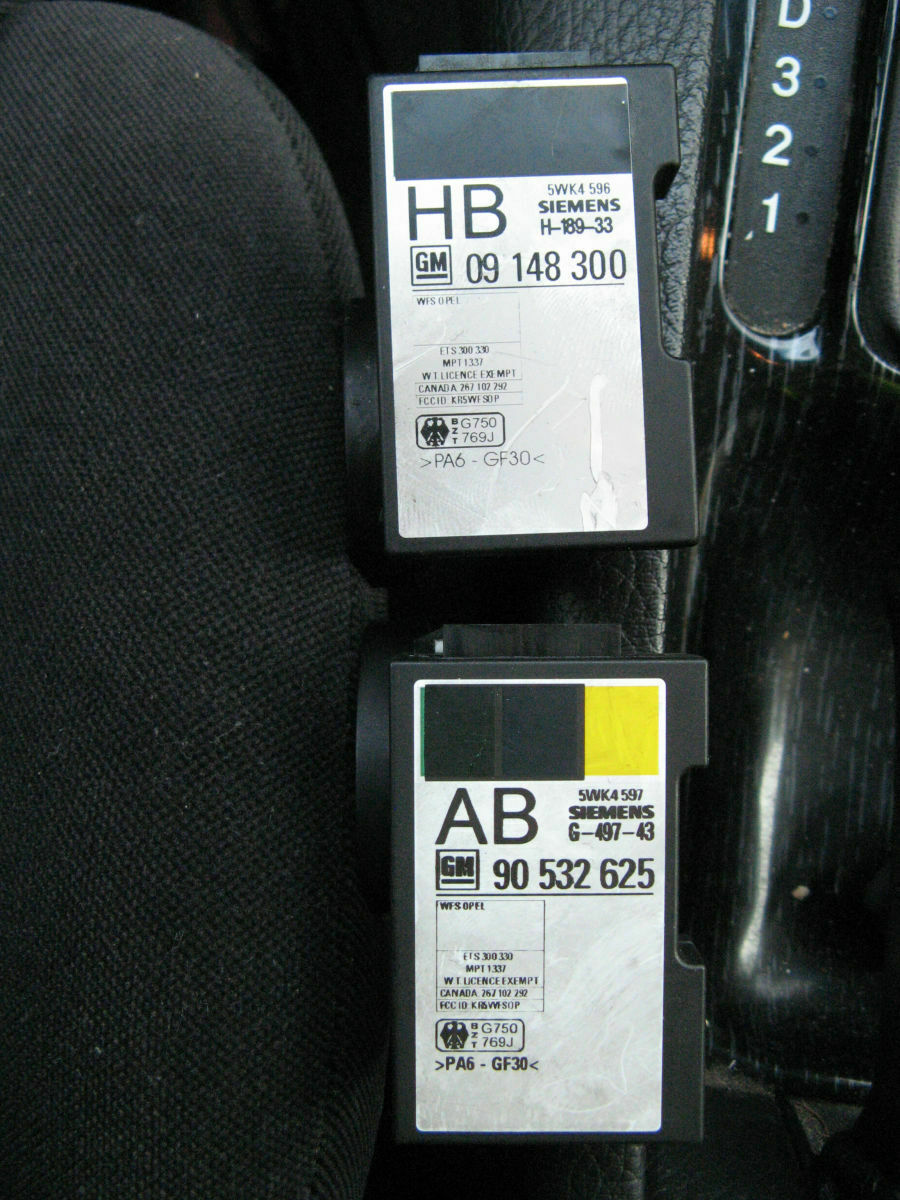 D
3
2
1
HB
5WK4 596
SIEMENS
H-189-33
GM 09 148 300
WFS OPEL
ETS 300 330
MPT 1337
W.T. LICENCE EXEMPT
CANADA 267 102 292
FCC ID KR5WFSOP
BZT G750
769J
>PA6 - GF30<
AB
5WK4 597
SIEMENS
G-497-43
GM 90 532 625
WFS OPEL
ETS 300 330
MPT 1337
W.T. LICENCE EXEMPT
CANADA 267 102 292
FCC ID KR5WFSOP
BZT G750
769J
>PA6 - GF30<